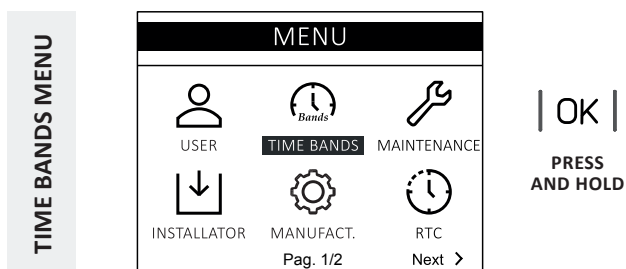 TIME BANDS MENU
MENU
Bands
USER
TIME BANDS
MAINTENANCE
INSTALLATOR
MANUFACT.
RTC
Pag. 1/2
Next >
| OK |
PRESS
AND HOLD